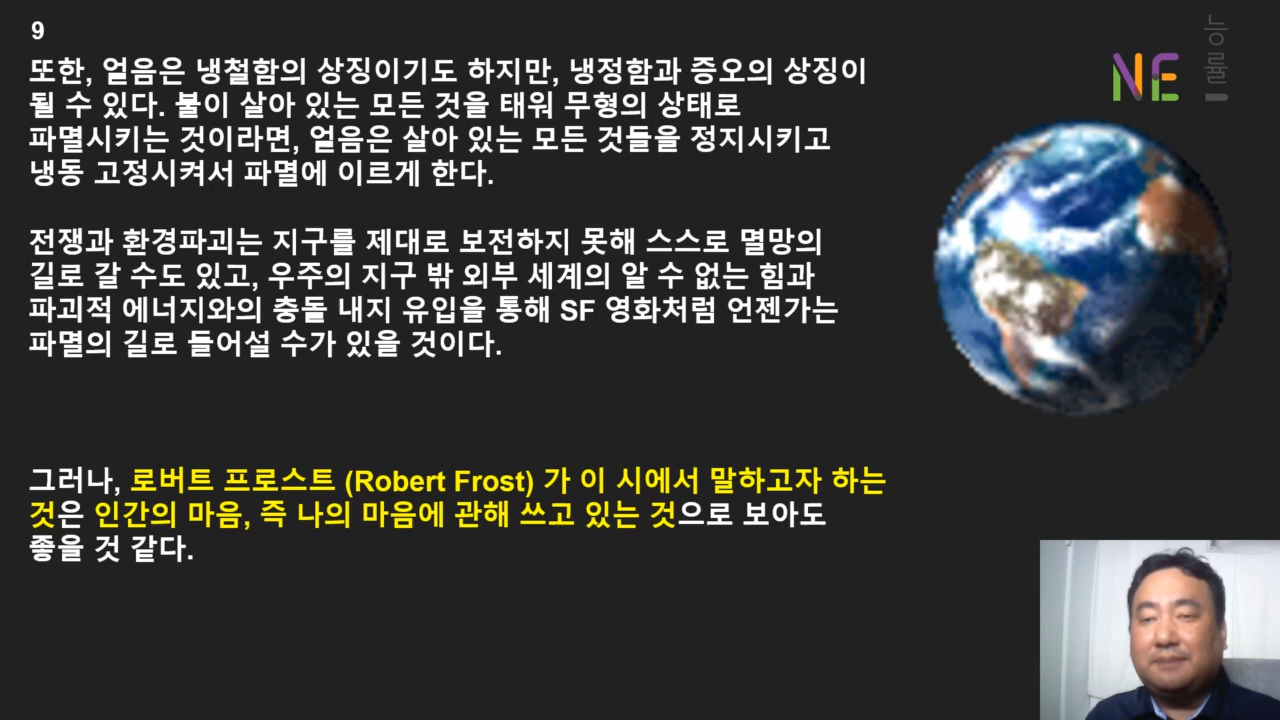 9
또한, 얼음은 냉철함의 상징이기도 하지만, 냉정함과 증오의 상징이
될 수 있다. 불이 살아 있는 모든 것을 태워 무형의 상태로
파멸시키는 것이라면, 얼음은 살아 있는 모든 것들을 정지시키고
냉동 고정시켜서 파멸에 이르게 한다.
전쟁과 환경파괴는 지구를 제대로 보전하지 못해 스스로 멸망의
길로 갈 수도 있고, 우주의 지구 밖 외부 세계의 알 수 없는 힘과
파괴적 에너지와의 충돌 내지 유입을 통해 SF 영화처럼 언젠가는
파멸의 길로 들어설 수가 있을 것이다.
그러나, 로버트 프로스트 (Robert Frost) 가 이 시에서 말하고자 하는
것은 인간의 마음, 즉 나의 마음에 관해 쓰고 있는 것으로 보아도
좋을 것 같다.
NE
능률